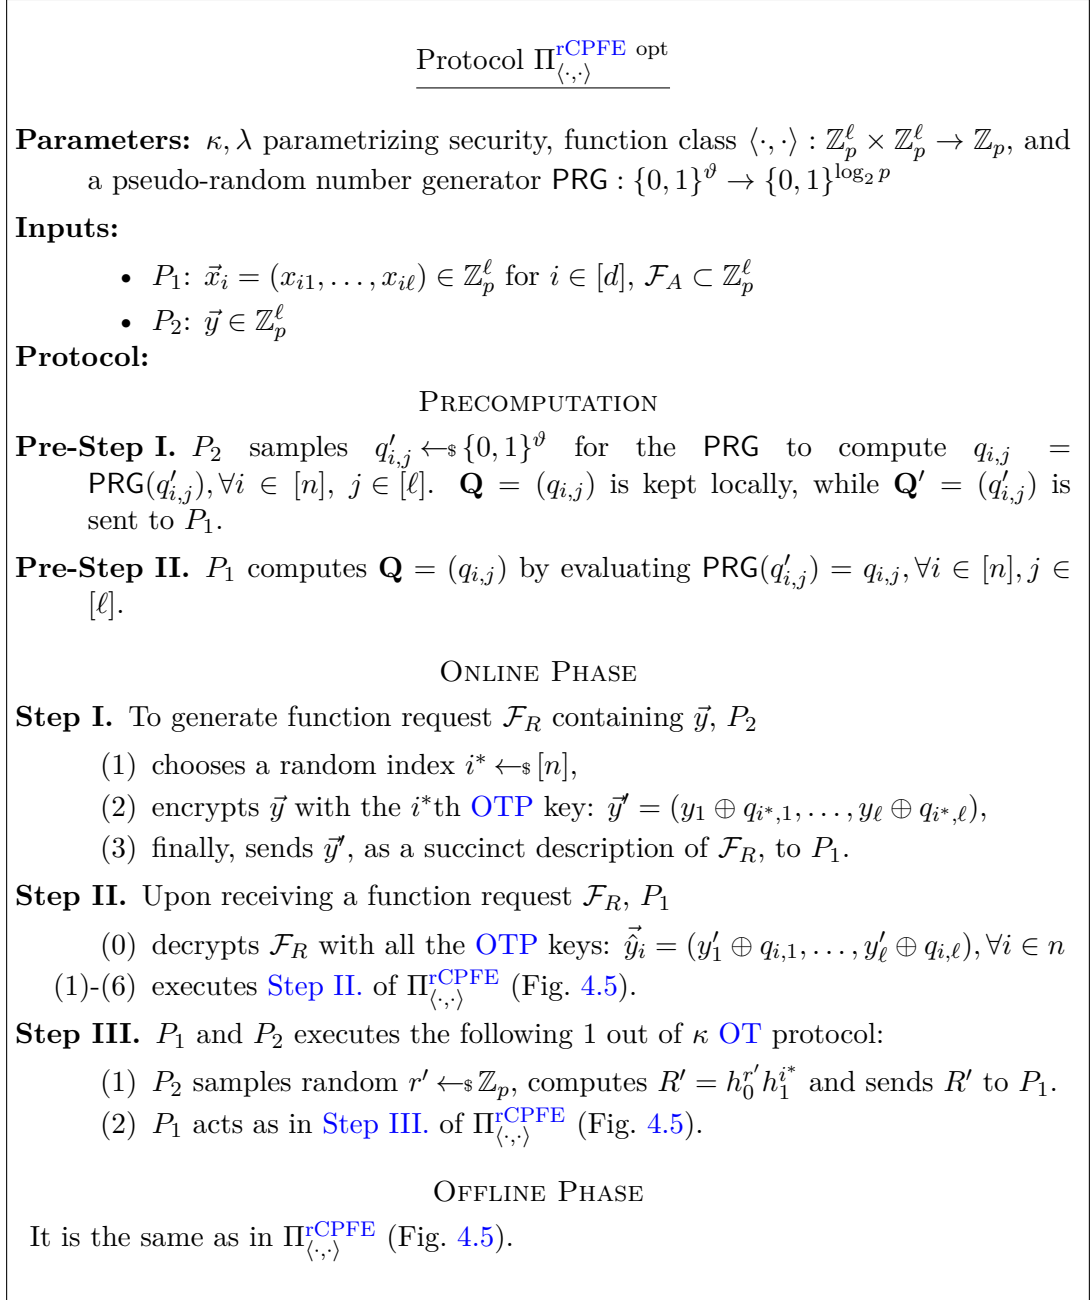 Protocol Π^{rCPFE opt}_{⟨·,·⟩}
Parameters: κ, λ parametrizing security, function class ⟨·,·⟩ : ℤ_p^ℓ × ℤ_p^ℓ → ℤ_p, and
a pseudo-random number generator PRG : {0, 1}^ϑ → {0, 1}^{log_2 p}
Inputs:
• P_1: \vec{x}_i = (x_{i1}, . . . , x_{iℓ}) ∈ ℤ_p^ℓ for i ∈ [d], ℱ_A ⊂ ℤ_p^ℓ
• P_2: \vec{y} ∈ ℤ_p^ℓ
Protocol:
Precomputation
Pre-Step I. P_2 samples q′_{i,j} ←$ {0, 1}^ϑ for the PRG to compute q_{i,j} =
PRG(q′_{i,j}), ∀i ∈ [n], j ∈ [ℓ]. Q = (q_{i,j}) is kept locally, while Q′ = (q′_{i,j}) is
sent to P_1.
Pre-Step II. P_1 computes Q = (q_{i,j}) by evaluating PRG(q′_{i,j}) = q_{i,j}, ∀i ∈ [n], j ∈
[ℓ].
Online Phase
Step I. To generate function request ℱ_R containing \vec{y}, P_2
(1) chooses a random index i* ←$ [n],
(2) encrypts \vec{y} with the i*th OTP key: \vec{y}′ = (y_1 ⊕ q_{i*,1}, . . . , y_ℓ ⊕ q_{i*,ℓ}),
(3) finally, sends \vec{y}′, as a succinct description of ℱ_R, to P_1.
Step II. Upon receiving a function request ℱ_R, P_1
(0) decrypts ℱ_R with all the OTP keys: \vec{\hat{y}}_i = (y′_1 ⊕ q_{i,1}, . . . , y′_ℓ ⊕ q_{i,ℓ}), ∀i ∈ n
(1)-(6) executes Step II. of Π^{rCPFE}_{⟨·,·⟩} (Fig. 4.5).
Step III. P_1 and P_2 executes the following 1 out of κ OT protocol:
(1) P_2 samples random r′ ←$ ℤ_p, computes R′ = h_0^{r′} h_1^{i*} and sends R′ to P_1.
(2) P_1 acts as in Step III. of Π^{rCPFE}_{⟨·,·⟩} (Fig. 4.5).
Offline Phase
It is the same as in Π^{rCPFE}_{⟨·,·⟩} (Fig. 4.5).